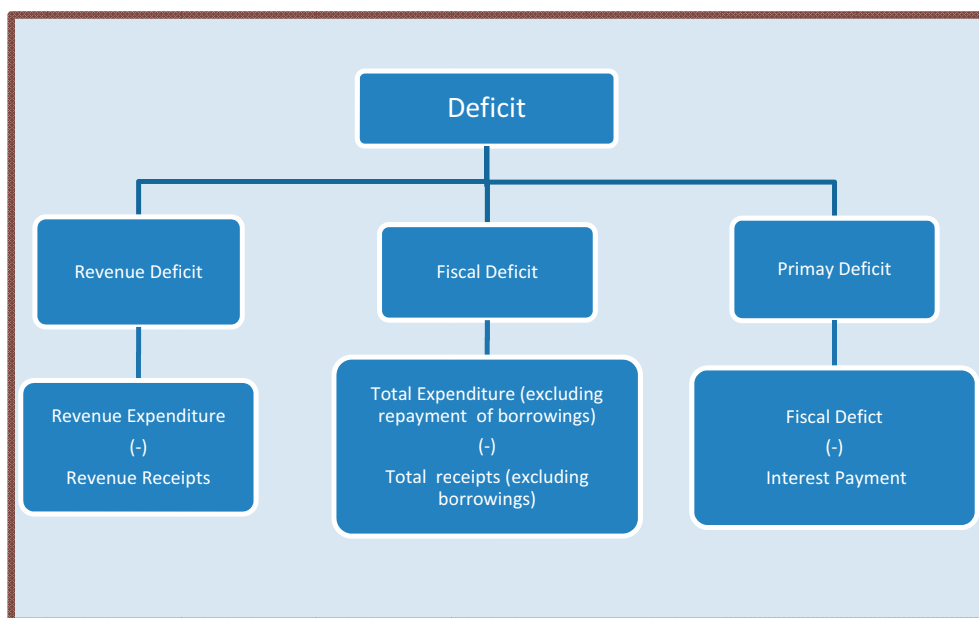 Deficit
Revenue Deficit
Fiscal Deficit
Primay Deficit
Revenue Expenditure
(-)
Revenue Receipts
Total Expenditure (excluding
repayment of borrowings)
(-)
Total receipts (excluding
borrowings)
Fiscal Defict
(-)
Interest Payment